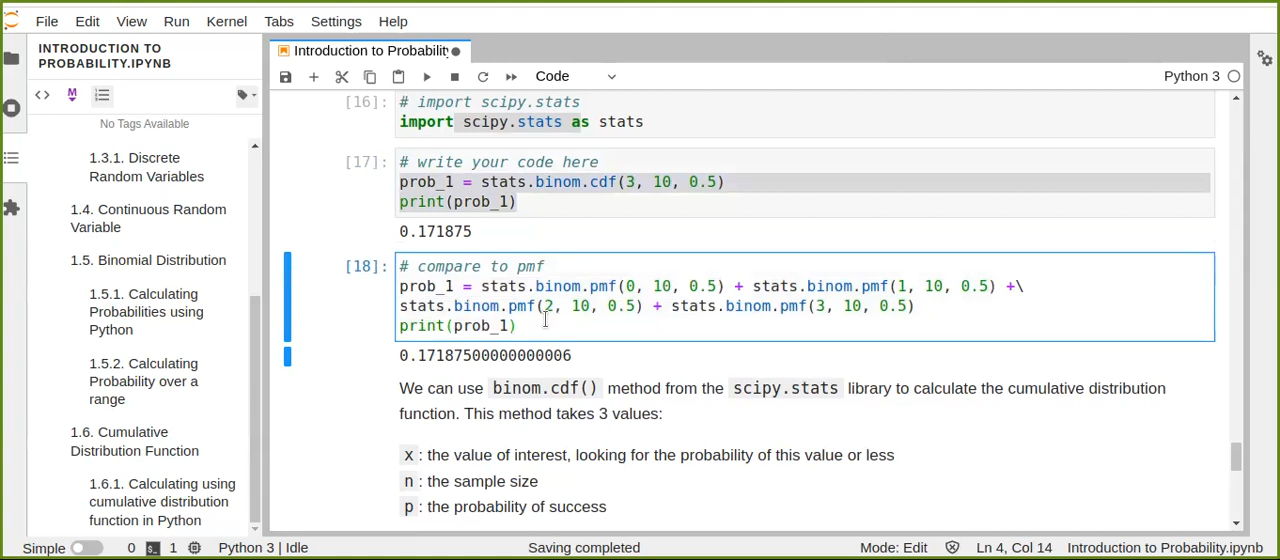 File Edit View Run Kernel Tabs Settings Help
INTRODUCTION TO
PROBABILITY.IPYNB
No Tags Available
1.3.1. Discrete
Random Variables
1.4. Continuous Random
Variable
1.5. Binomial Distribution
1.5.1. Calculating
Probabilities using
Python
1.5.2. Calculating
Probability over a
range
1.6. Cumulative
Distribution Function
1.6.1. Calculating using
cumulative distribution
function in Python
Introduction to Probability
Code
Python 3
[16]: # import scipy.stats
import scipy.stats as stats
[17]: # write your code here
prob_1 = stats.binom.cdf(3, 10, 0.5)
print(prob_1)
0.171875
[18]: # compare to pmf
prob_1 = stats.binom.pmf(0, 10, 0.5) + stats.binom.pmf(1, 10, 0.5) +\
stats.binom.pmf(2, 10, 0.5) + stats.binom.pmf(3, 10, 0.5)
print(prob_1)
0.17187500000000006
We can use binom.cdf() method from the scipy.stats library to calculate the cumulative distribution
function. This method takes 3 values:
x : the value of interest, looking for the probability of this value or less
n : the sample size
p : the probability of success
Simple 0 1 Python 3 | Idle Saving completed Mode: Edit Ln 4, Col 14 Introduction to Probability.ipynb